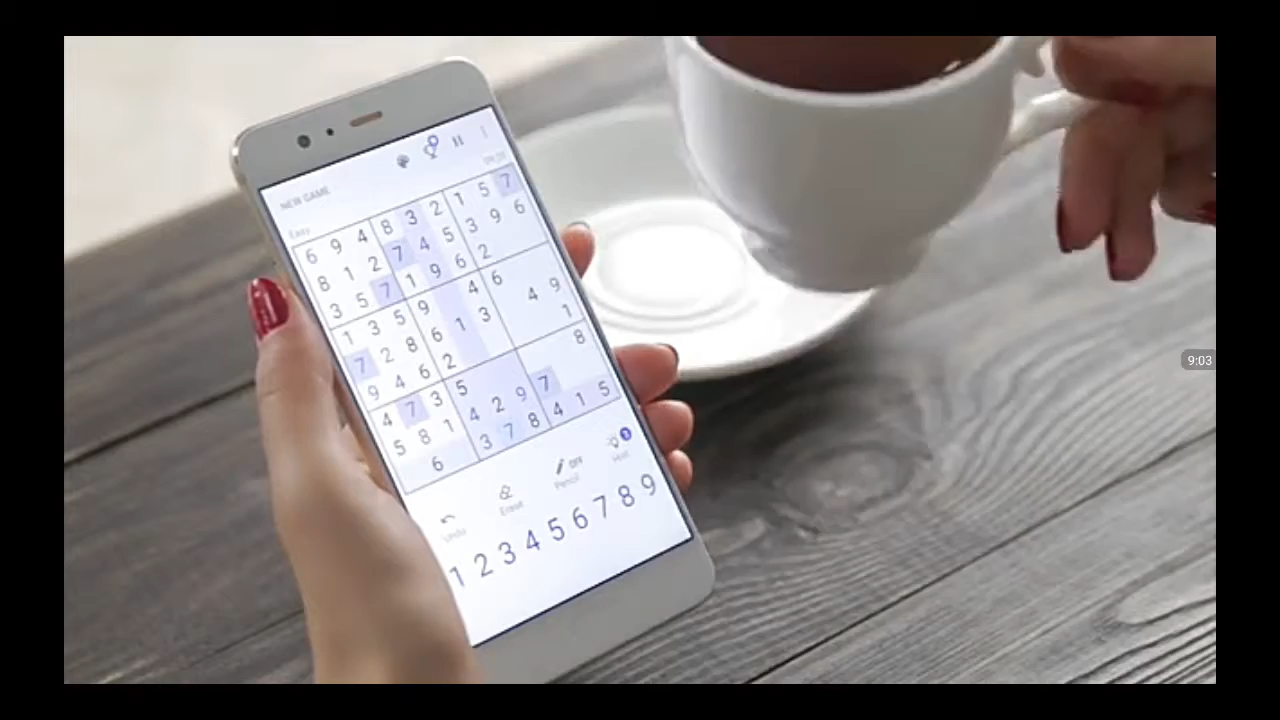 NEW GAME
Easy
6 9 4 8 3 2 1 5 7
8 1 2 7 4 5 3 9 6
3 5 7 1 9 6 2
1 3 5 9 4 6
7 2 8 6 1 3 4 9
9 4 6 2 1
4 7 3 5 8
5 8 1 4 2 9 7
6 3 7 8 4 1 5
Undo Erase Pencil OFF Hint 1
1 2 3 4 5 6 7 8 9
9:03